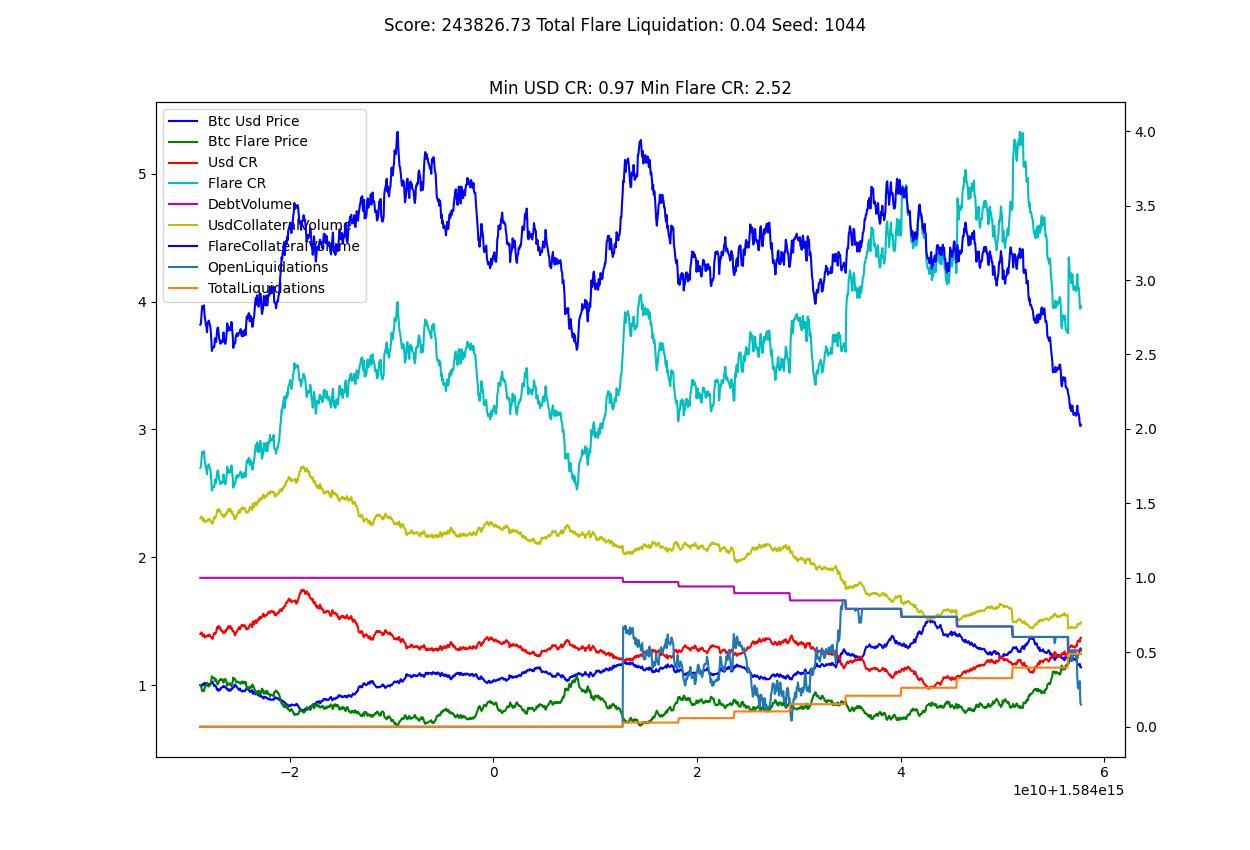 Score: 243826.73 Total Flare Liquidation: 0.04 Seed: 1044
Min USD CR: 0.97 Min Flare CR: 2.52
Btc Usd Price
Btc Flare Price
Usd CR
Flare CR
DebtVolume
UsdCollateralVolume
FlareCollateralVolume
OpenLiquidations
TotalLiquidations
5
4
3
2
1
4.0
3.5
3.0
2.5
2.0
1.5
1.0
0.5
0.0
−2
0
2
4
6
1e10+1.584e15